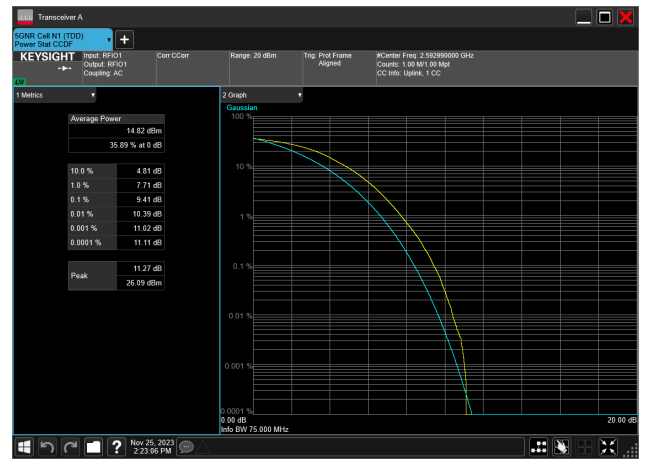 Transceiver A
5GNR Cell N1 (TDD)
Power Stat CCDF
KEYSIGHT
Input: RFIO1
Output: RFIO1
Coupling: AC
Corr CCorr
Range: 20 dBm
Trig: Prot Frame
Aligned
#Center Freq: 2.592990000 GHz
Counts: 1.00 M/1.00 Mpt
CC Info: Uplink, 1 CC
1 Metrics
Average Power
14.82 dBm
35.89 % at 0 dB
10.0 % 4.81 dB
1.0 % 7.71 dB
0.1 % 9.41 dB
0.01 % 10.39 dB
0.001 % 11.02 dB
0.0001 % 11.11 dB
Peak 11.27 dB
26.09 dBm
2 Graph
Gaussian
100 %
10 %
1 %
0.1 %
0.01 %
0.001 %
0.0001 %
0.00 dB 20.00 dB
Info BW 75.000 MHz
Nov 25, 2023
2:23:06 PM